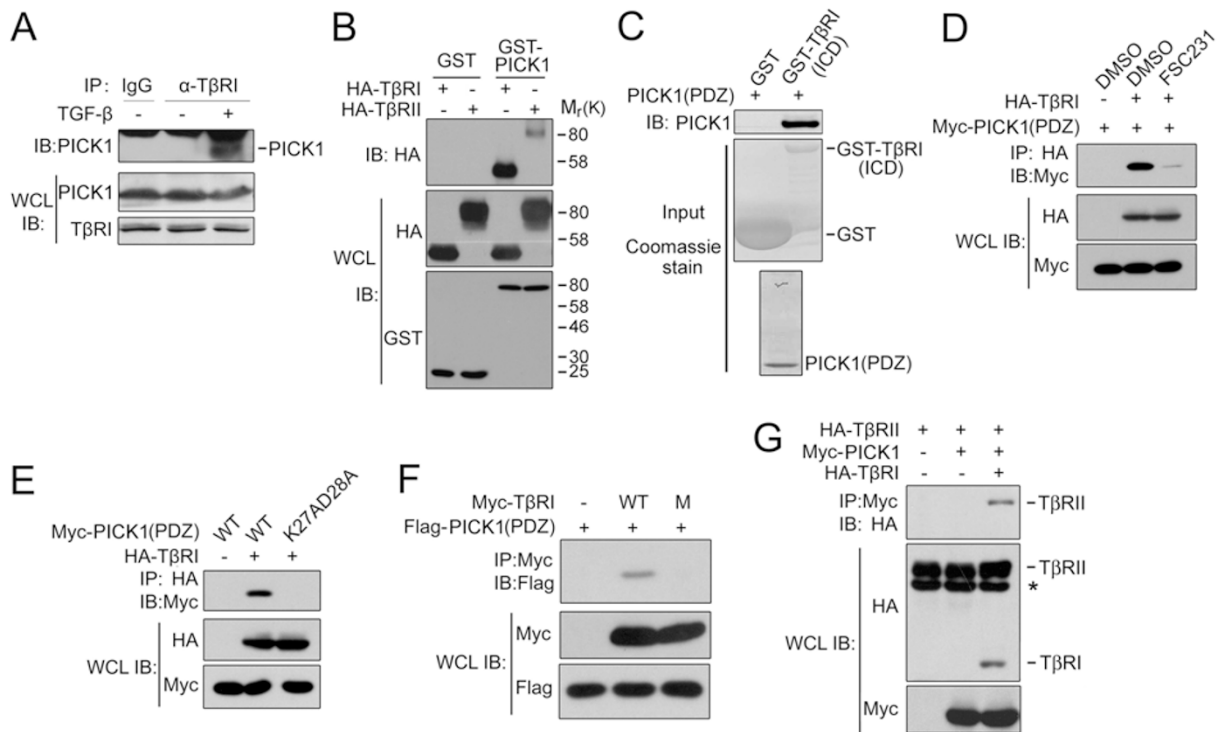 A
IP: IgG α-TβRI
TGF-β - - +
IB:PICK1 –PICK1
WCL IB: PICK1
TβRI
B
GST GST-PICK1
HA-TβRI + - + -
HA-TβRII - + - + Mr(K)
IB: HA –80
–58
WCL IB: HA –80
–58
GST –80
–58
–46
–30
–25
C
GST GST-TβRI (ICD)
PICK1(PDZ) + +
IB: PICK1
–GST-TβRI (ICD)
Input
–GST
Coomassie
stain
PICK1(PDZ)
D
DMSO DMSO FSC231
HA-TβRI - + +
Myc-PICK1(PDZ) + + +
IP: HA
IB:Myc
WCL IB: HA
Myc
E
Myc-PICK1(PDZ) WT WT K27AD28A
HA-TβRI - + +
IP: HA
IB:Myc
WCL IB: HA
Myc
F
Myc-TβRI - WT M
Flag-PICK1(PDZ) + + +
IP:Myc
IB:Flag
WCL IB: Myc
Flag
G
HA-TβRII + + +
Myc-PICK1 - + +
HA-TβRI - - +
IP:Myc –TβRII
IB: HA
WCL IB: HA –TβRII
*
–TβRI
Myc